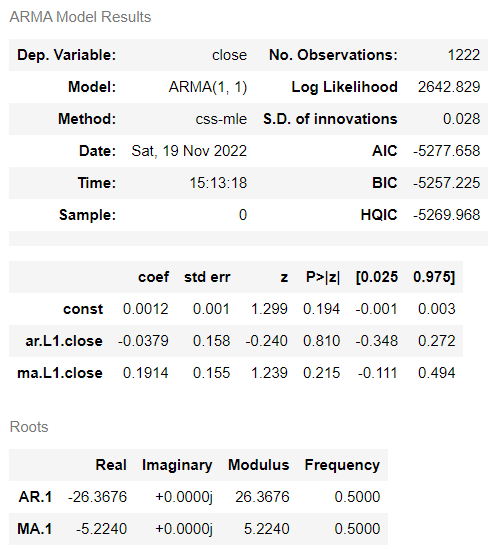 ARMA Model Results
Dep. Variable: close No. Observations: 1222
Model: ARMA(1, 1) Log Likelihood 2642.829
Method: css-mle S.D. of innovations 0.028
Date: Sat, 19 Nov 2022 AIC -5277.658
Time: 15:13:18 BIC -5257.225
Sample: 0 HQIC -5269.968
coef std err z P>|z| [0.025 0.975]
const 0.0012 0.001 1.299 0.194 -0.001 0.003
ar.L1.close -0.0379 0.158 -0.240 0.810 -0.348 0.272
ma.L1.close 0.1914 0.155 1.239 0.215 -0.111 0.494
Roots
Real Imaginary Modulus Frequency
AR.1 -26.3676 +0.0000j 26.3676 0.5000
MA.1 -5.2240 +0.0000j 5.2240 0.5000